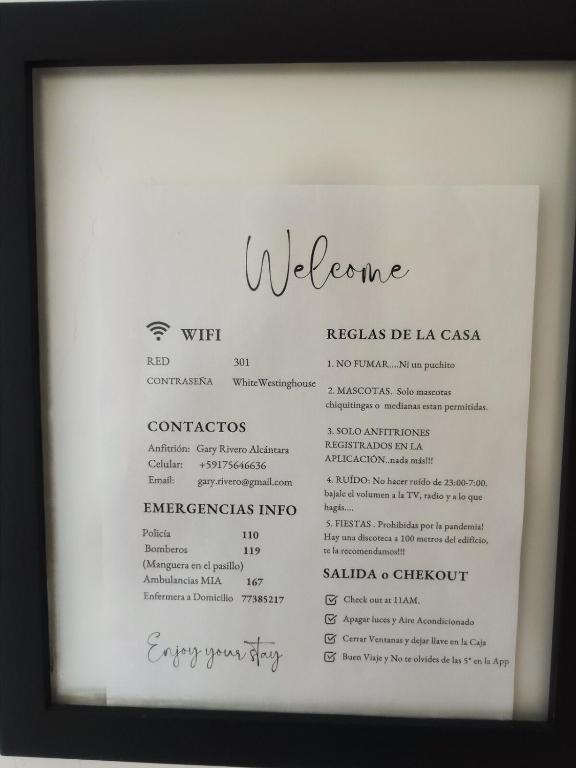 Welcome
WIFI
RED 301
CONTRASEÑA WhiteWestinghouse
CONTACTOS
Anfitrión: Gary Rivero Alcántara
Celular: +59175646636
Email: gary.rivero@gmail.com
EMERGENCIAS INFO
Policía 110
Bomberos 119
(Manguera en el pasillo)
Ambulancias MIA 167
Enfermera a Domicilio 77385217
Enjoy your stay
REGLAS DE LA CASA
1. NO FUMAR....Ni un puchito
2. MASCOTAS. Solo mascotas
chiquitingas o medianas estan permitidas.
3. SOLO ANFITRIONES
REGISTRADOS EN LA
APLICACIÓN..nada más!!!
4. RUÍDO: No hacer ruído de 23:00-7:00.
bajale el volumen a la TV, radio y a lo que
hagás....
5. FIESTAS . Prohibidas por la pandemia!
Hay una discoteca a 100 metros del edificio,
te la recomendamos!!!
SALIDA o CHEKOUT
Check out at 11AM.
Apagar luces y Aire Acondicionado
Cerrar Ventanas y dejar llave en la Caja
Buen Viaje y No te olvides de las 5* en la App